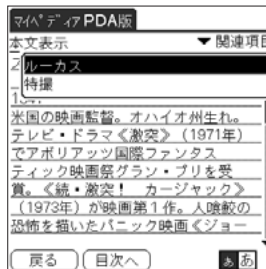 マイペディアPDA版
本文表示 ▼ 関連項目
ルーカス
特撮
米国の映画監督。オハイオ州生れ。
テレビ・ドラマ《激突》(1971年)
でアボリアッツ国際ファンタス
ティック映画祭グラン・プリを受
賞。《続・激突! カージャック》
(1973年)が映画第1作。人喰鮫の
恐怖を描いたパニック映画《ジョー
戻る 目次へ あ あ